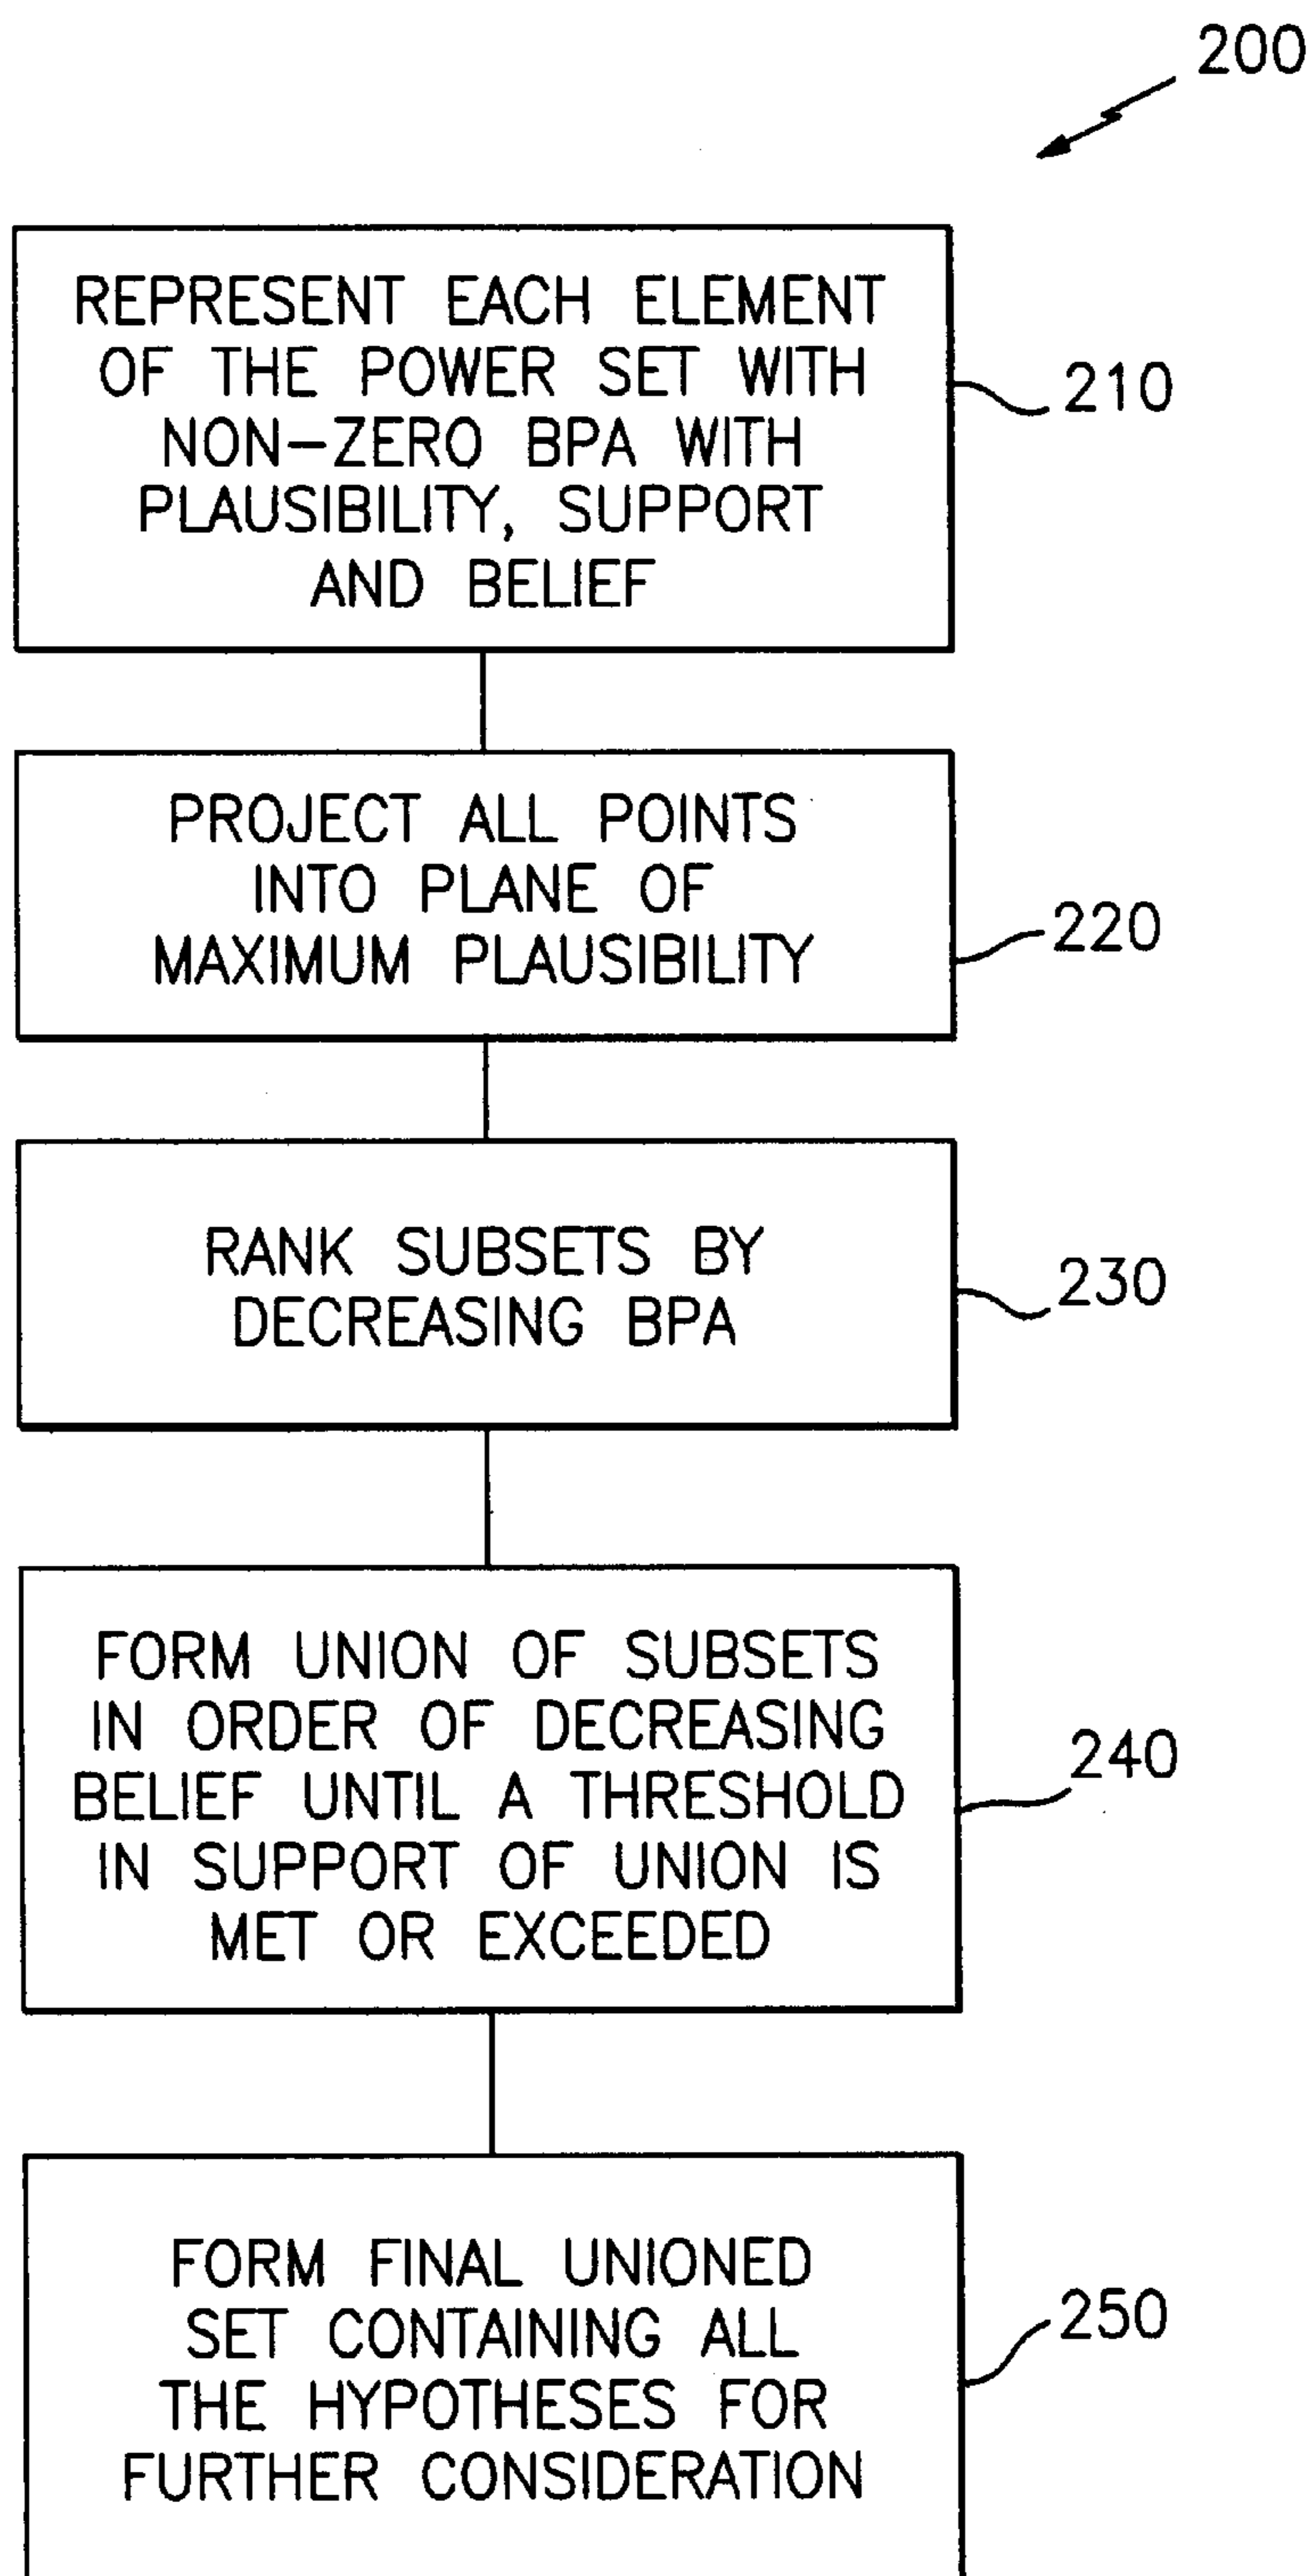 200
REPRESENT EACH ELEMENT
OF THE POWER SET WITH
NON-ZERO BPA WITH
PLAUSIBILITY, SUPPORT
AND BELIEF
210
PROJECT ALL POINTS
INTO PLANE OF
MAXIMUM PLAUSIBILITY
220
RANK SUBSETS BY
DECREASING BPA
230
FORM UNION OF SUBSETS
IN ORDER OF DECREASING
BELIEF UNTIL A THRESHOLD
IN SUPPORT OF UNION IS
MET OR EXCEEDED
240
FORM FINAL UNIONED
SET CONTAINING ALL
THE HYPOTHESES FOR
FURTHER CONSIDERATION
250